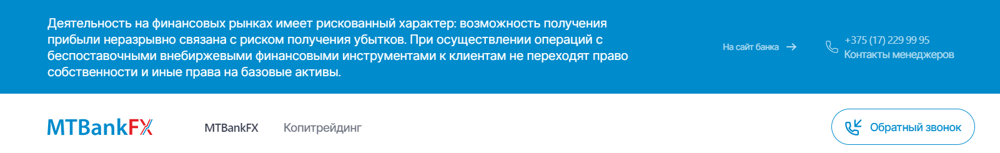 Деятельность на финансовых рынках имеет рискованный характер: возможность получения
прибыли неразрывно связана с риском получения убытков. При осуществлении операций с
беспоставочными внебиржевыми финансовыми инструментами к клиентам не переходят право
собственности и иные права на базовые активы.
На сайт банка
+375 (17) 229 99 95
Контакты менеджеров
MTBankFX
MTBankFX
Копитрейдинг
Обратный звонок